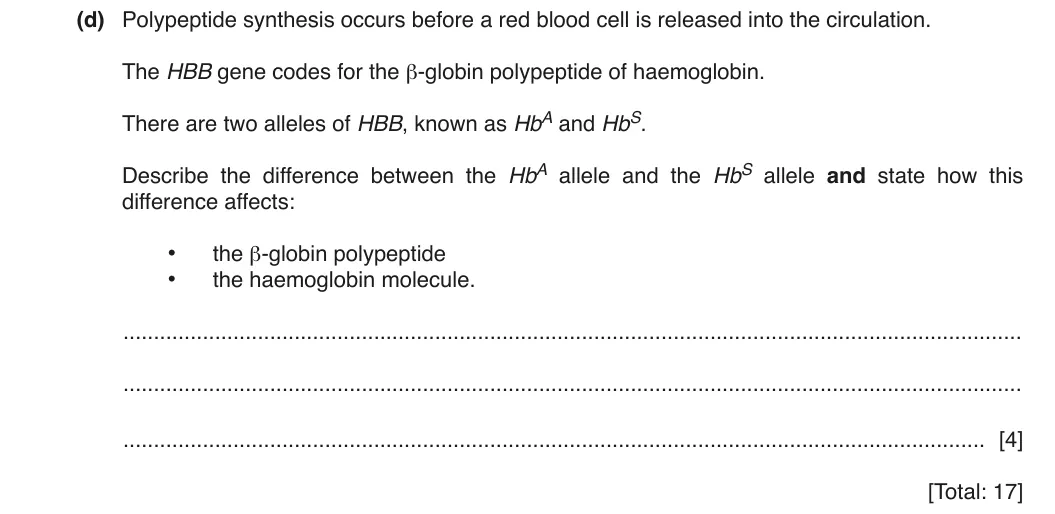 (d) Polypeptide synthesis occurs before a red blood cell is released into the circulation.
The HBB gene codes for the β-globin polypeptide of haemoglobin.
There are two alleles of HBB, known as Hbᴬ and Hbˢ.
Describe the difference between the Hbᴬ allele and the Hbˢ allele and state how this
difference affects:
• the β-globin polypeptide
• the haemoglobin molecule.
[4]
[Total: 17]